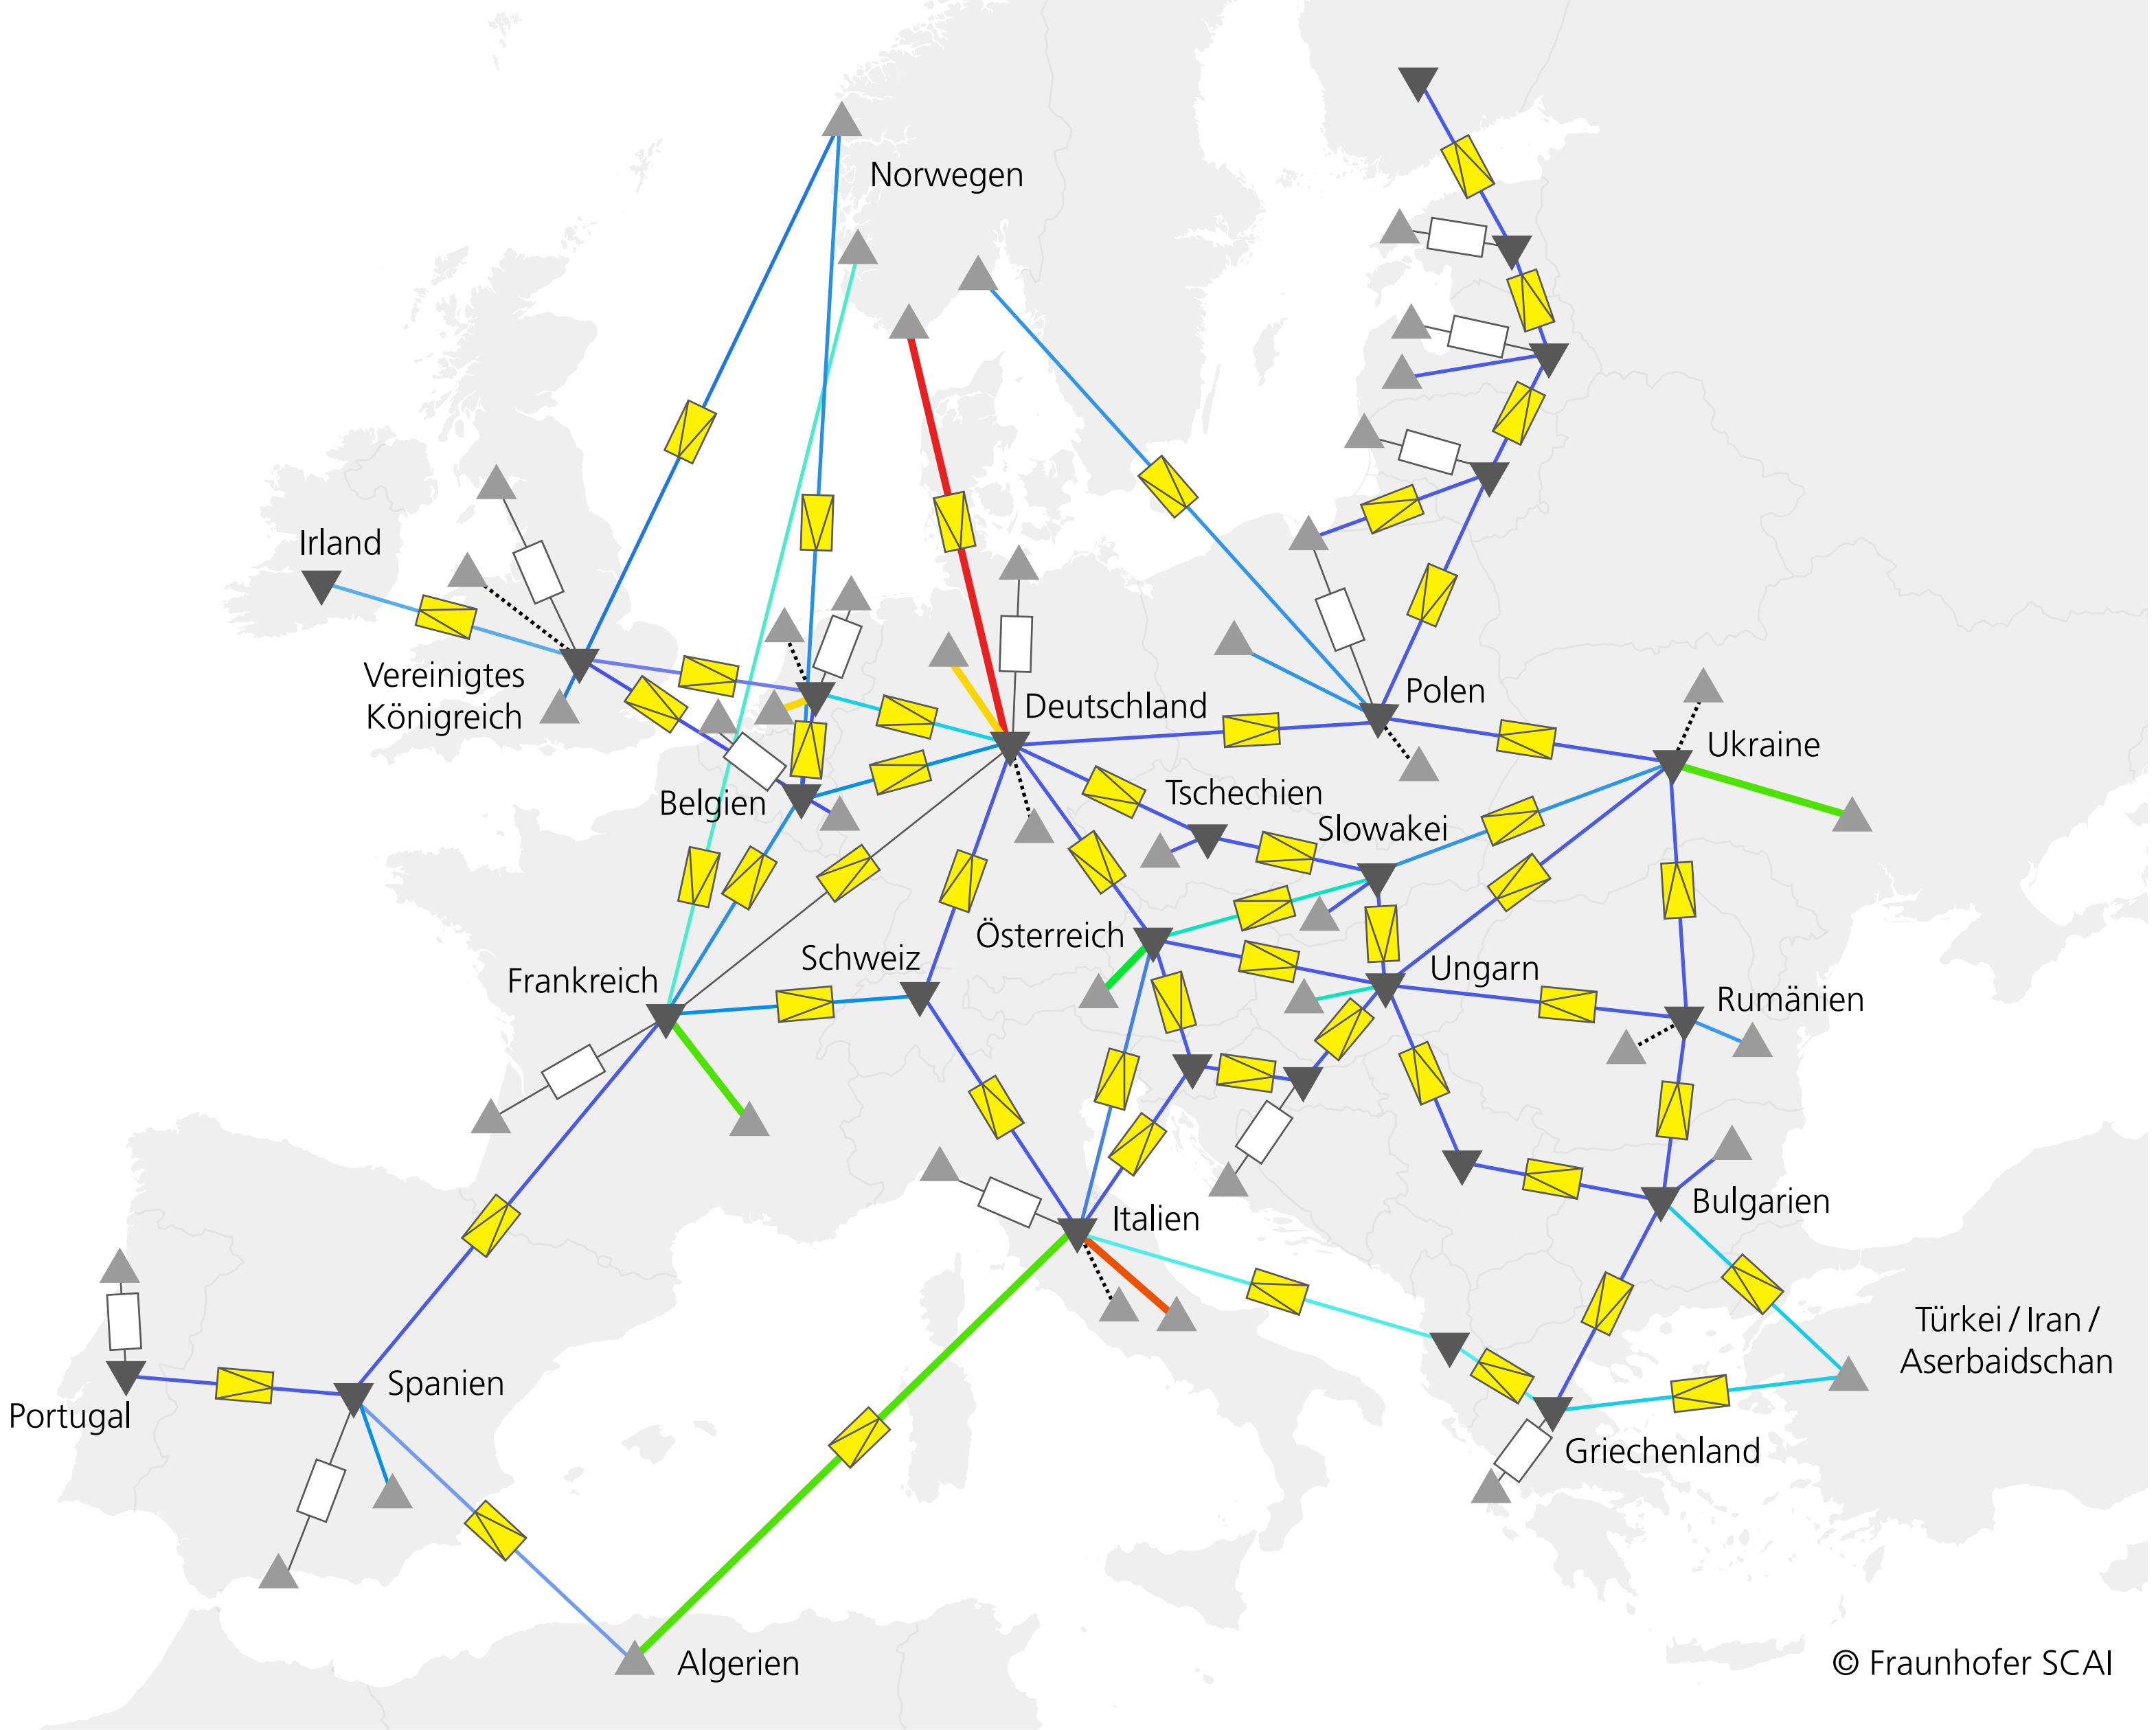 Norwegen
Irland
Vereinigtes
Königreich
Deutschland
Polen
Ukraine
Belgien
Tschechien
Slowakei
Österreich
Schweiz
Frankreich
Ungarn
Rumänien
Italien
Bulgarien
Türkei / Iran /
Aserbaidschan
Spanien
Portugal
Griechenland
Algerien
© Fraunhofer SCAI